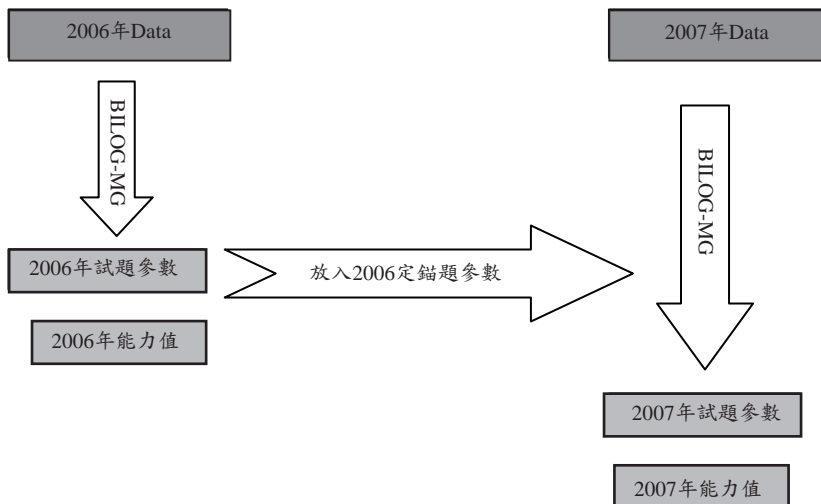 2006年Data
2007年Data
BILOG-MG
BILOG-MG
2006年試題參數
放入2006定錨題參數
2006年能力值
2007年試題參數
2007年能力值